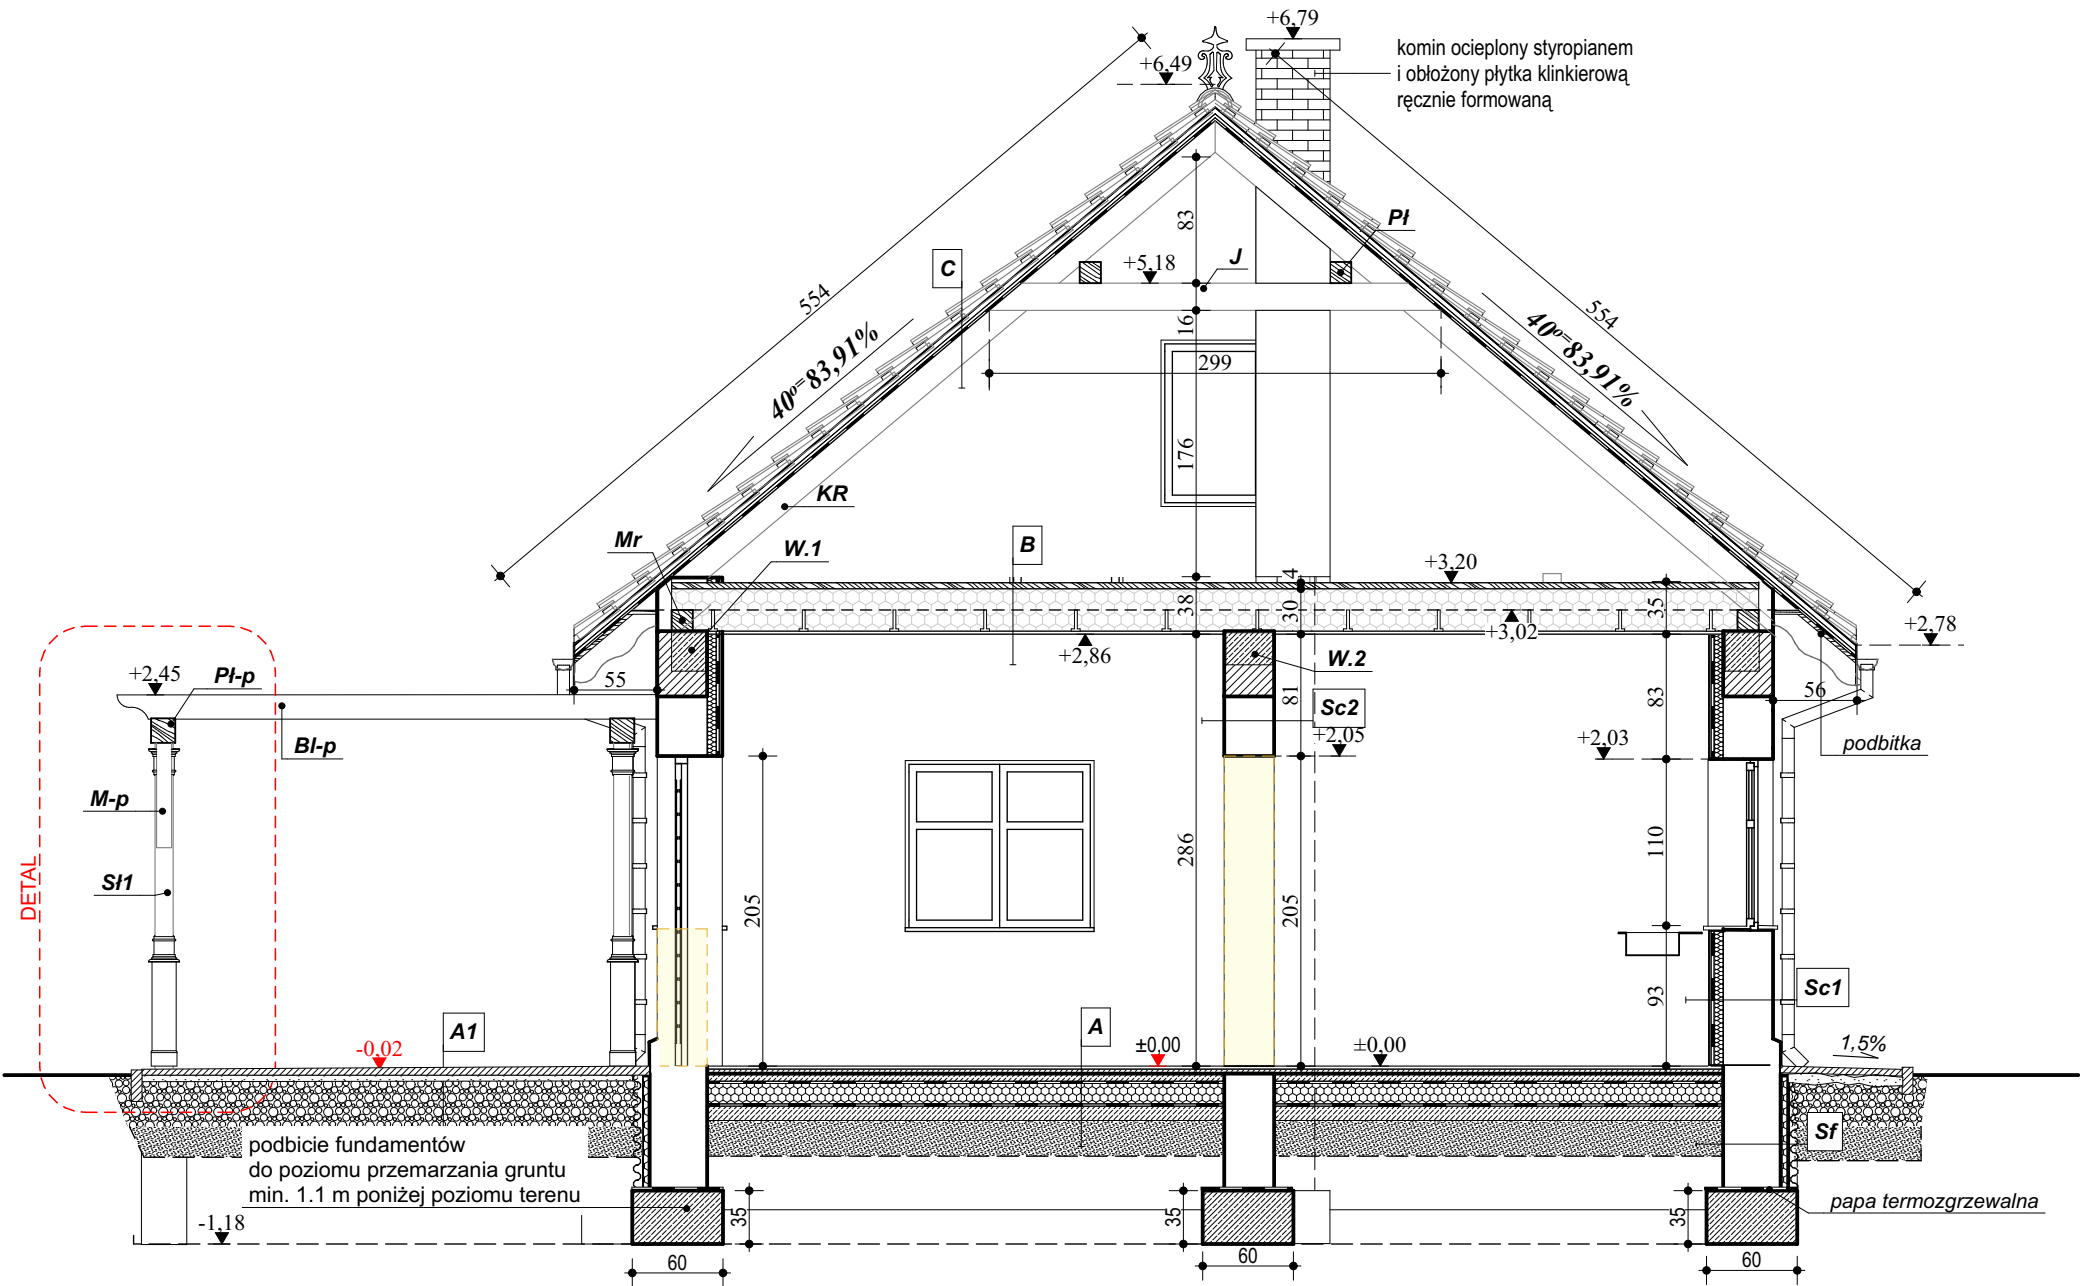 +6,79
komin ocieplony styropianem
i obłożony płytka klinkierową
ręcznie formowaną
+6,49
83
Pł
C
+5,18
J
554
554
16
40º=83,91%
40º=83,91%
299
176
KR
Mr
W.1
B
4
+3,20
38
30
35
+3,02
+2,78
+2,86
+2,45
Pł-p
55
W.2
56
81
Sc2
83
+2,05
+2,03
Bl-p
podbitka
M-p
DETAL
Sł1
286
110
205
205
93
Sc1
A1
A
-0,02
±0,00
±0,00
1,5%
podbicie fundamentów
do poziomu przemarzania gruntu
min. 1.1 m poniżej poziomu terenu
Sf
papa termozgrzewalna
-1,18
35
35
35
60
60
60